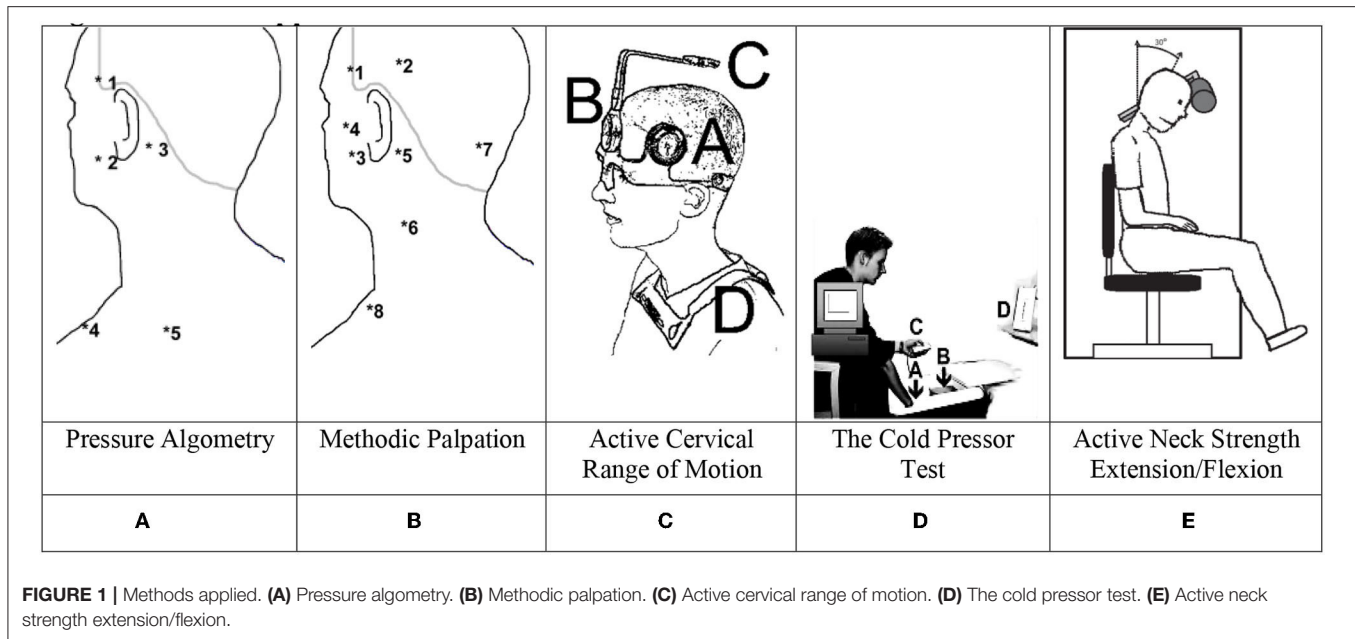 * 1
* 2
* 3
*4
*5
*1
*2
*4
*3
*5
*7
*6
*8
B
C
A
D
C
A
B
D
30°
Pressure Algometry
Methodic Palpation
Active Cervical
Range of Motion
The Cold Pressor
Test
Active Neck Strength
Extension/Flexion
A
B
C
D
E
FIGURE 1 | Methods applied. (A) Pressure algometry. (B) Methodic palpation. (C) Active cervical range of motion. (D) The cold pressor test. (E) Active neck
strength extension/flexion.